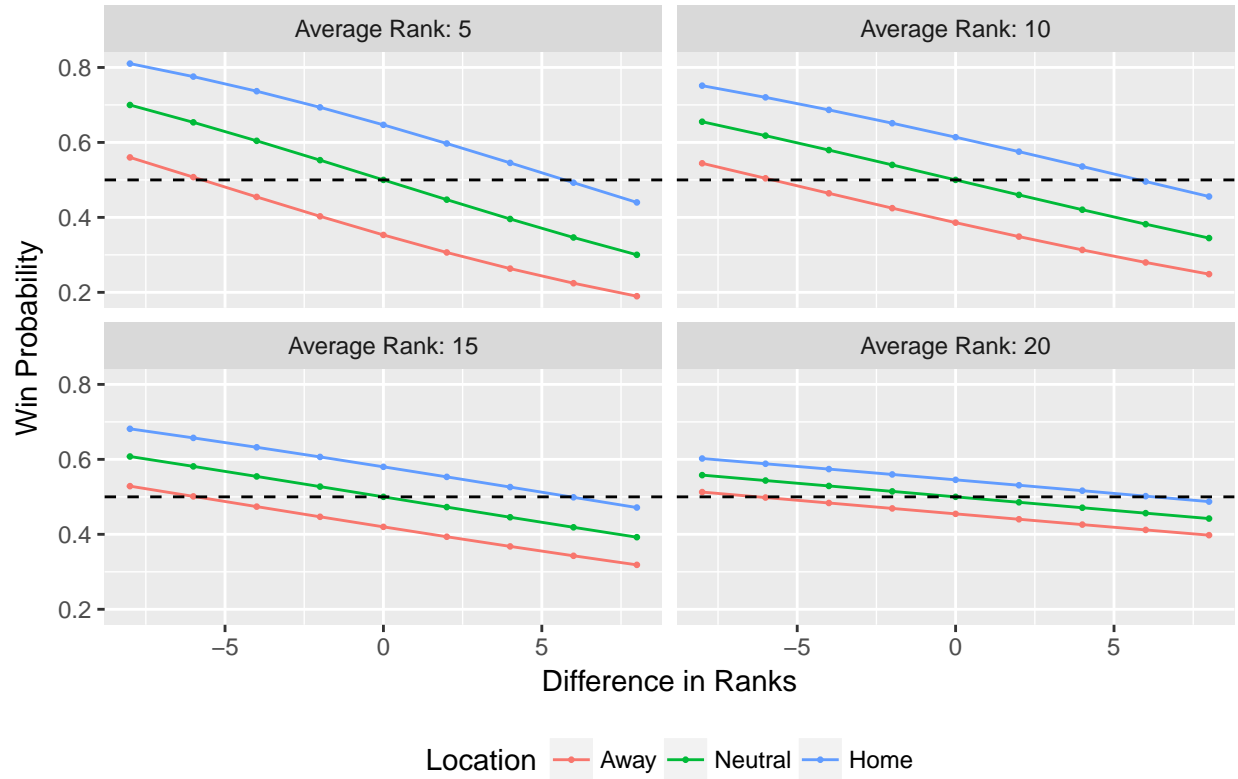 Average Rank: 5
Average Rank: 10
0.8
0.6
0.4
0.2
Average Rank: 15
Average Rank: 20
0.8
0.6
0.4
0.2
−5
0
5
−5
0
5
Win Probability
Difference in Ranks
Location Away Neutral Home